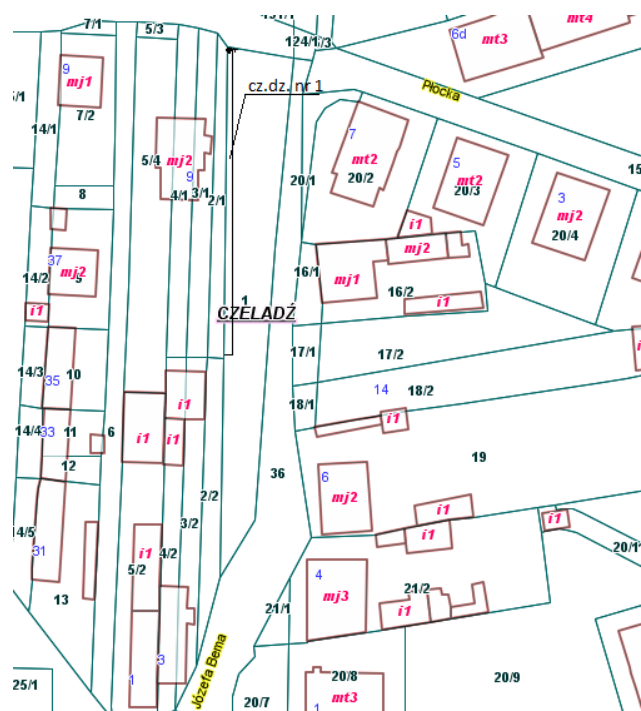 7/1
5/3
151/1
124/1
1/3
6d
mt3
mt4
9
mj1
7/2
cz.dz. nr 1
Płocka
14/1
7
mt2
20/2
5
mt2
20/3
3
mj2
20/4
15
5/4
mj2
9
4/1
3/1
2/1
8
20/1
i1
37
mj2
14/2
i1
1
CZELADŹ
16/1
mj1
mj2
16/2
i1
17/1
17/2
i1
14/3
35
10
14
18/2
18/1
i1
i1
i1
14/4
33
11
6
12
19
36
6
mj2
2/2
3/2
i1
i1
20/1
14/5
31
13
i1
5/2
4/2
4
mj3
21/2
i1
21/1
1
3
Józefa Bema
25/1
20/7
20/8
mt3
1
20/9